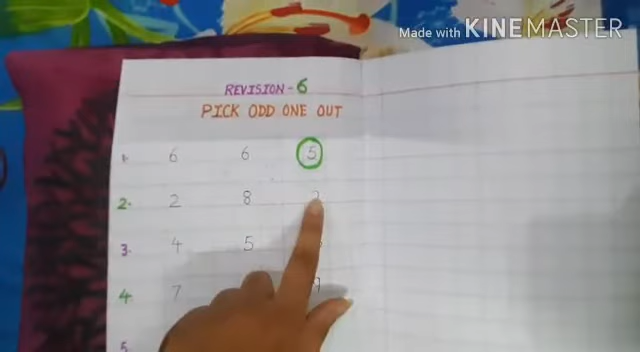 Made with KINEMASTER
REVISION - 6
PICK ODD ONE OUT
1. 6 6 5
2. 2 8 2
3. 4 5
4. 7
5.